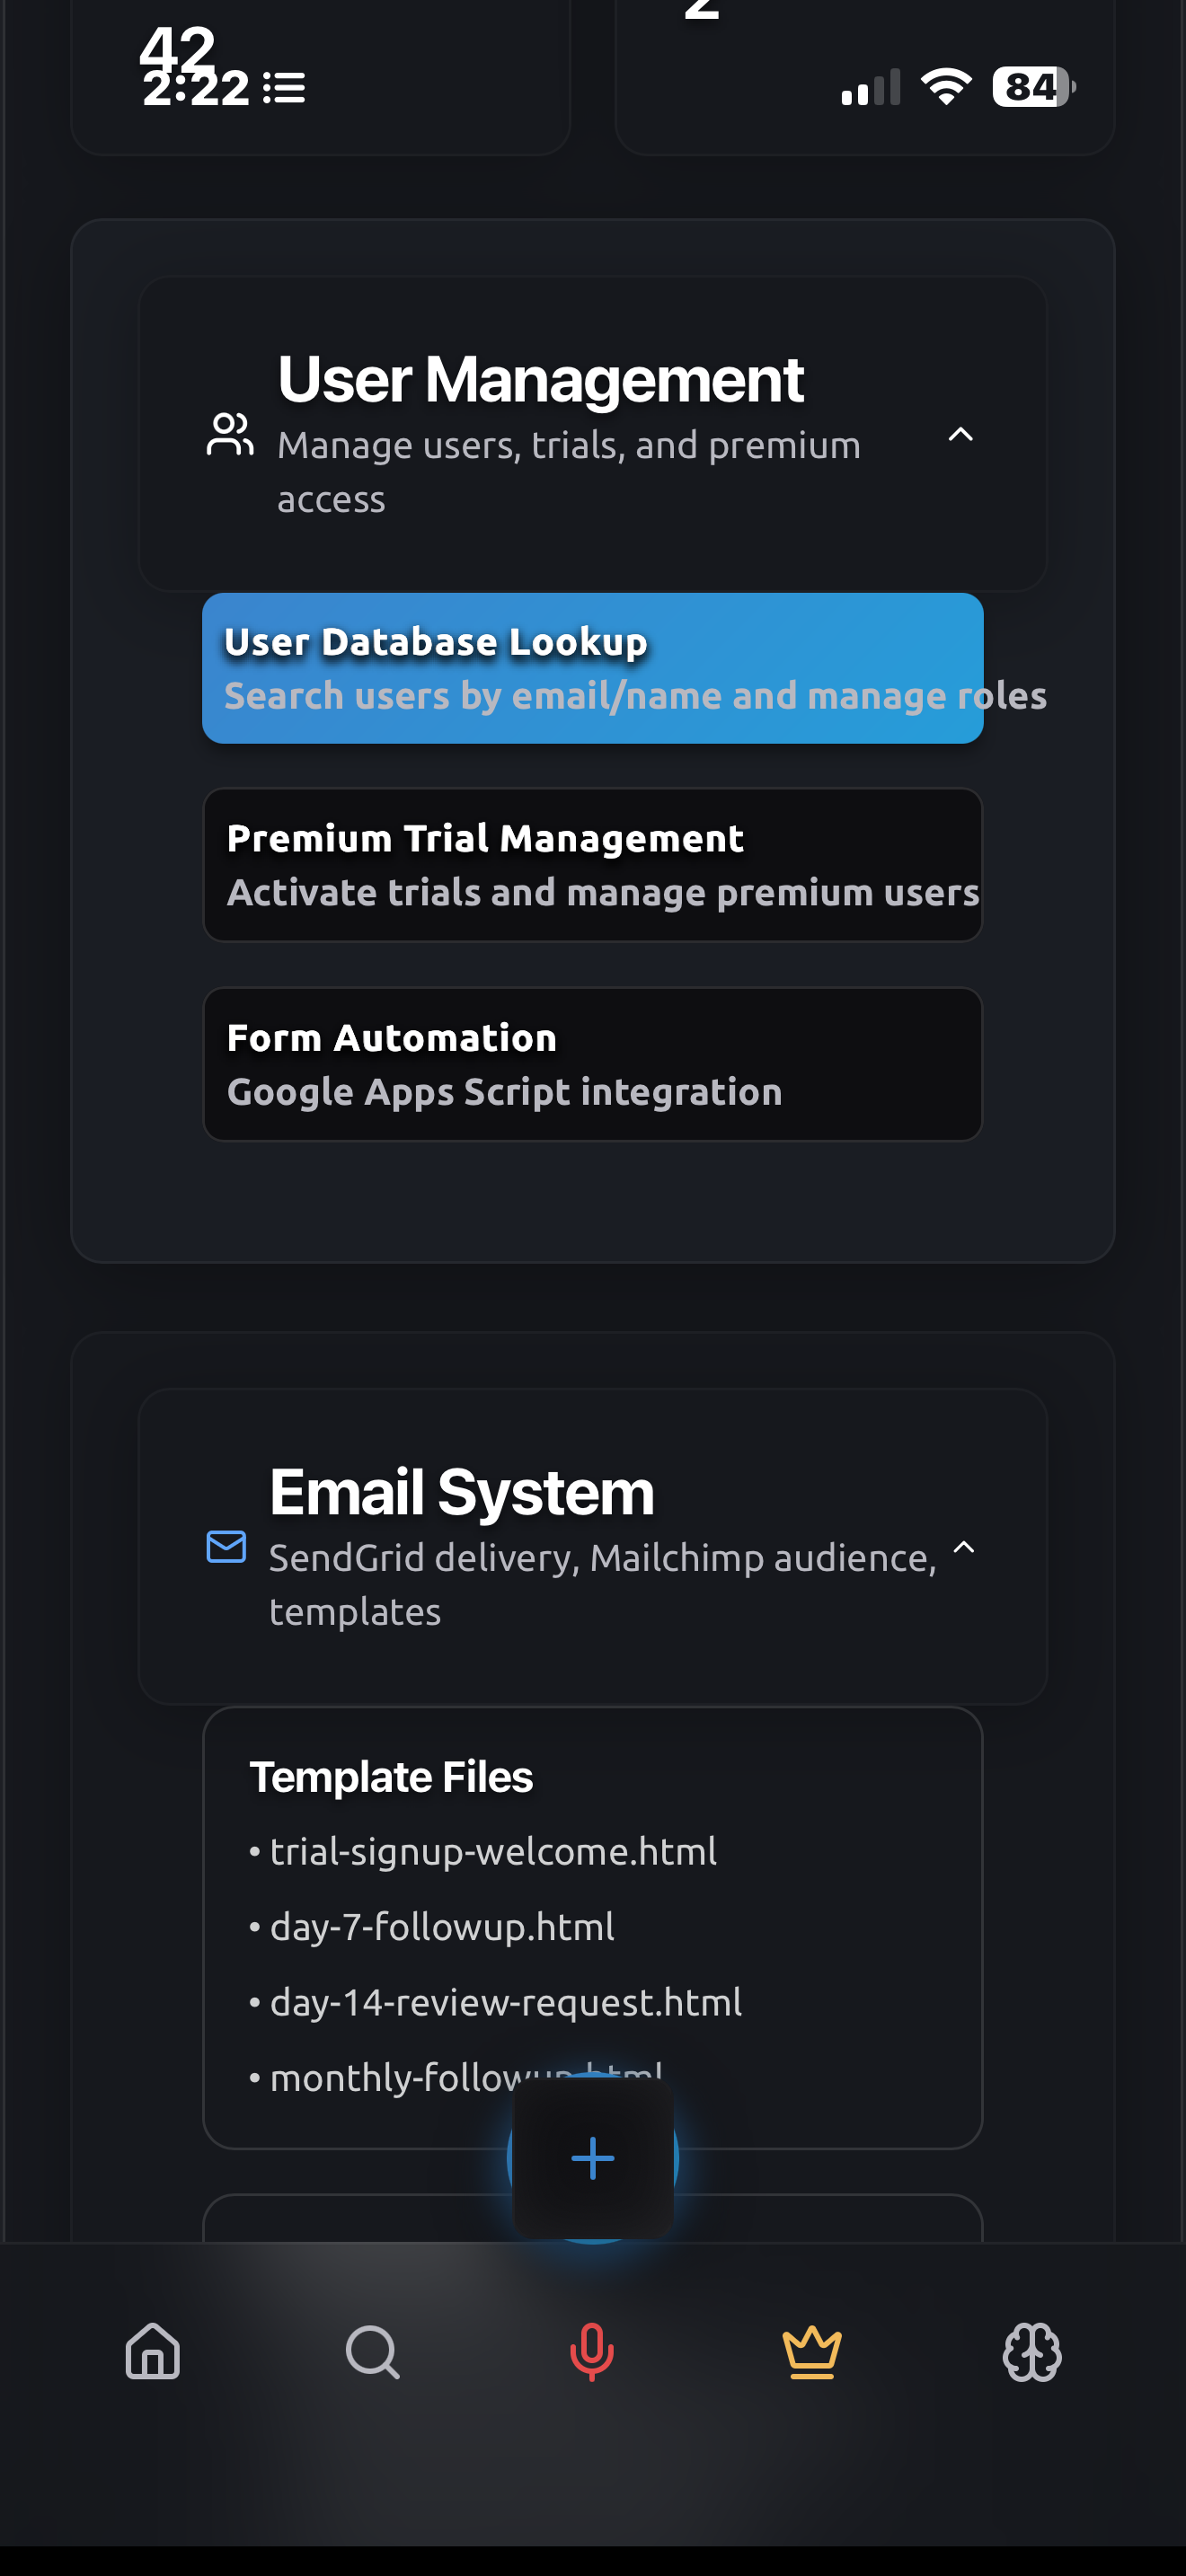 42
2
2:22
84
User Management
Manage users, trials, and premium
access
User Database Lookup
Search users by email/name and manage roles
Premium Trial Management
Activate trials and manage premium users
Form Automation
Google Apps Script integration
Email System
SendGrid delivery, Mailchimp audience,
templates
Template Files
• trial-signup-welcome.html
• day-7-followup.html
• day-14-review-request.html
• monthly-followup.html